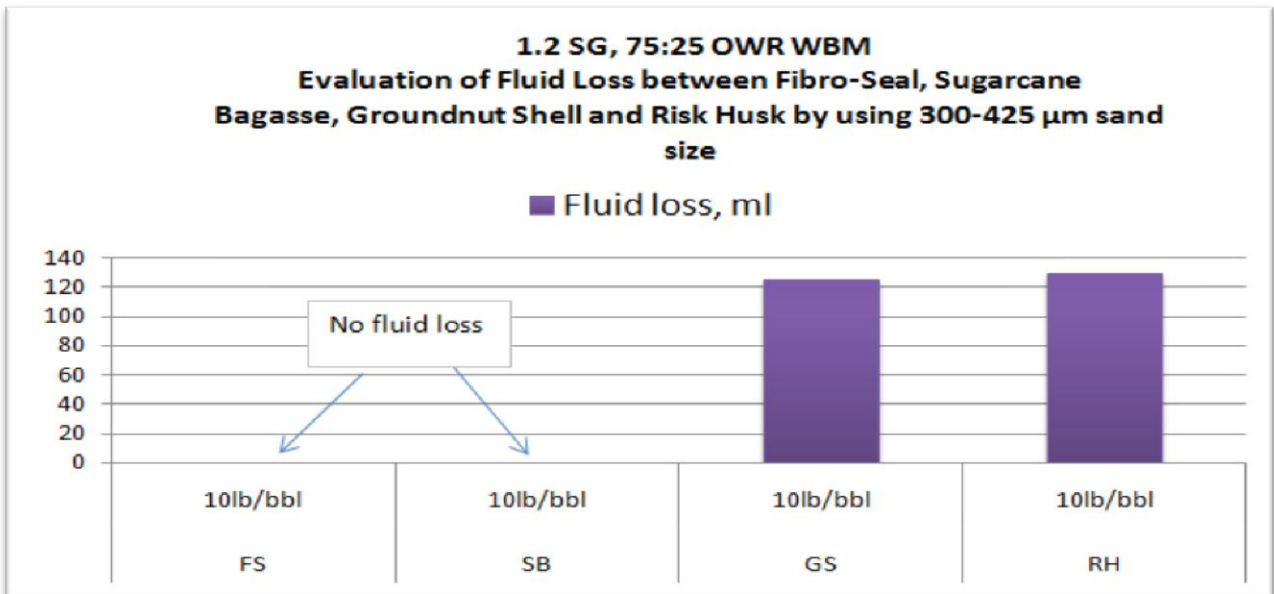 1.2 SG, 75:25 OWR WBM
Evaluation of Fluid Loss between Fibro-Seal, Sugarcane
Bagasse, Groundnut Shell and Risk Husk by using 300-425 µm sand
size
Fluid loss, ml
140
120
100
80
60
40
20
0
No fluid loss
10lb/bbl 10lb/bbl 10lb/bbl 10lb/bbl
FS SB GS RH